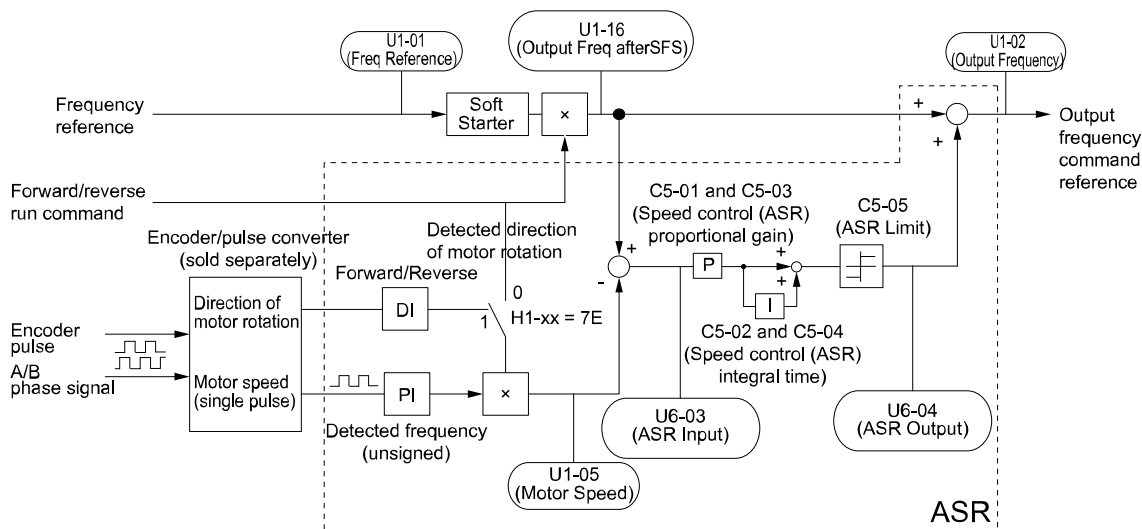 U1-01
(Freq Reference)
U1-16
(Output Freq afterSFS)
U1-02
(Output Frequency)
Frequency
reference
Soft
Starter
×
+
+
Output
frequency
command
reference
Forward/reverse
run command
Detected direction
of motor rotation
C5-01 and C5-03
(Speed control (ASR)
proportional gain)
C5-05
(ASR Limit)
Encoder/pulse converter
(sold separately)
Forward/Reverse
+
-
P
+
+
I
Direction of
motor rotation
DI
0
1
H1-xx = 7E
C5-02 and C5-04
(Speed control (ASR)
integral time)
Encoder
pulse
A/B
phase signal
Motor speed
(single pulse)
PI
×
Detected frequency
(unsigned)
U6-03
(ASR Input)
U6-04
(ASR Output)
U1-05
(Motor Speed)
ASR